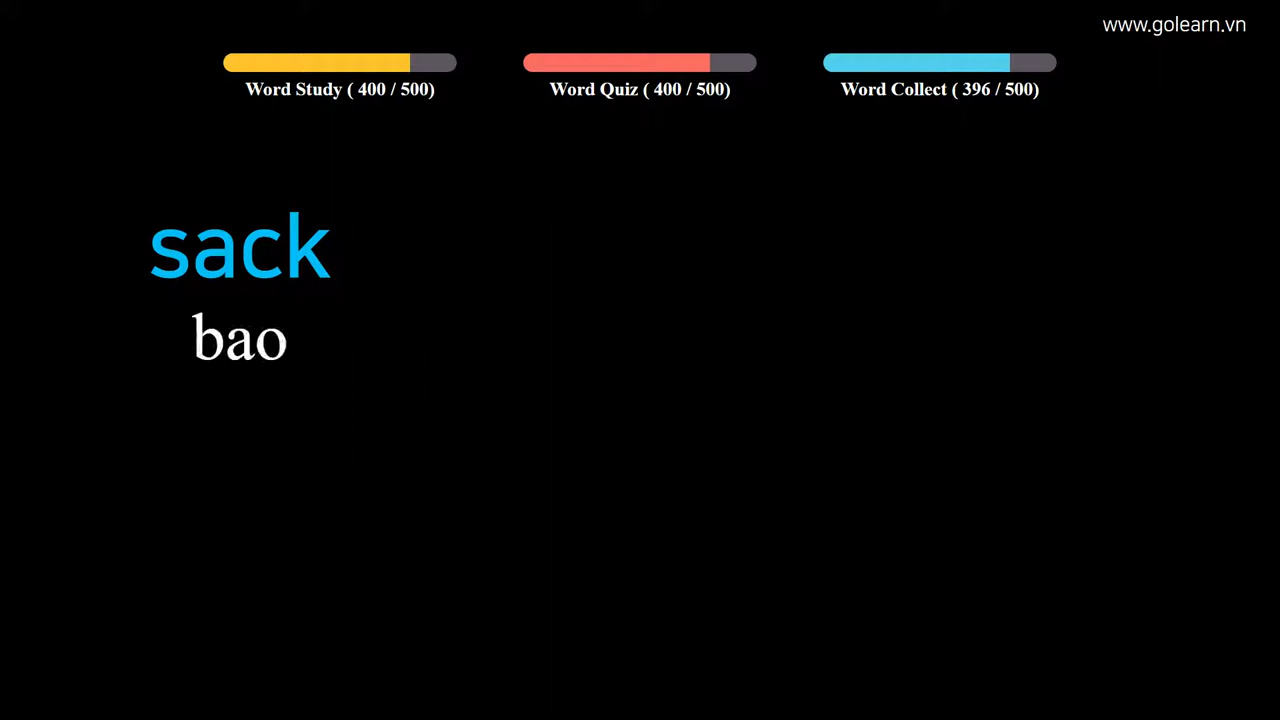 www.golearn.vn
Word Study ( 400 / 500)
Word Quiz ( 400 / 500)
Word Collect ( 396 / 500)
sack
bao